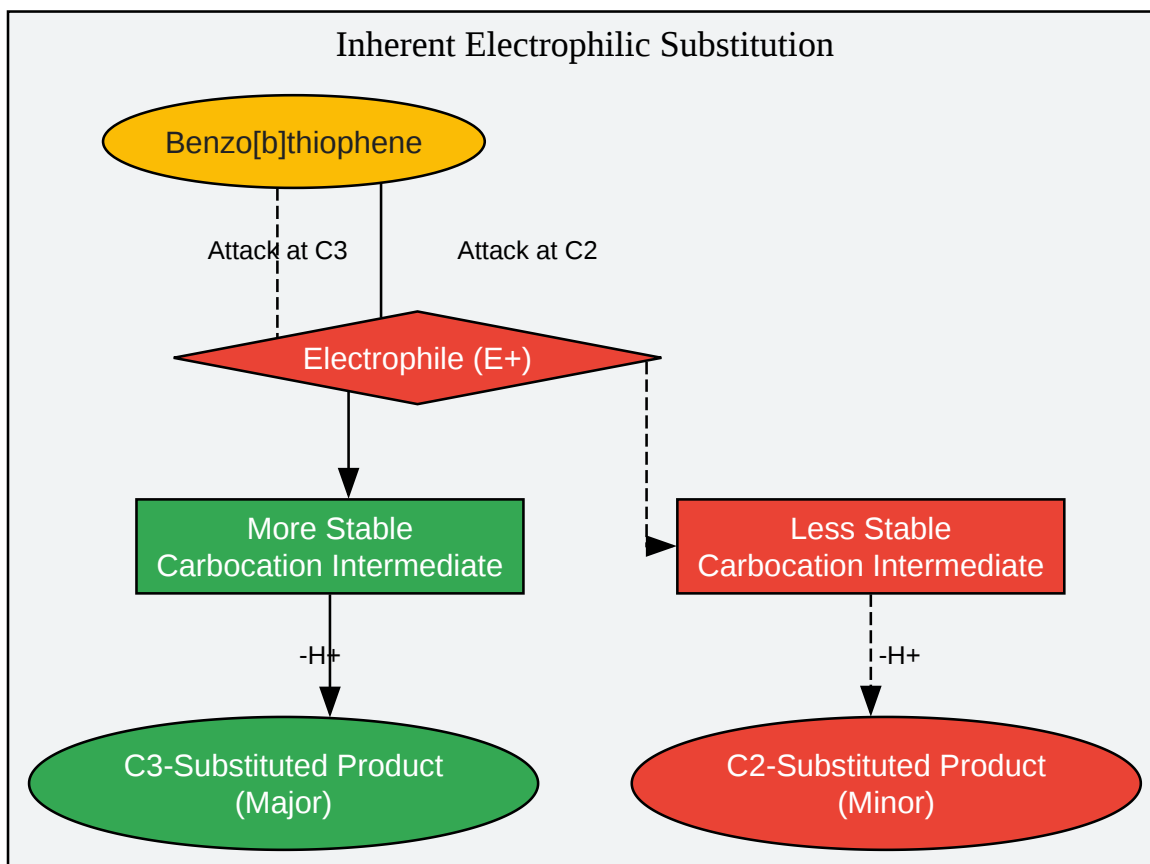 Inherent Electrophilic Substitution
Benzo[b]thiophene
Attack at C3
Attack at C2
Electrophile (E+)
More Stable
Carbocation Intermediate
Less Stable
Carbocation Intermediate
-H+
-H+
C3-Substituted Product
(Major)
C2-Substituted Product
(Minor)